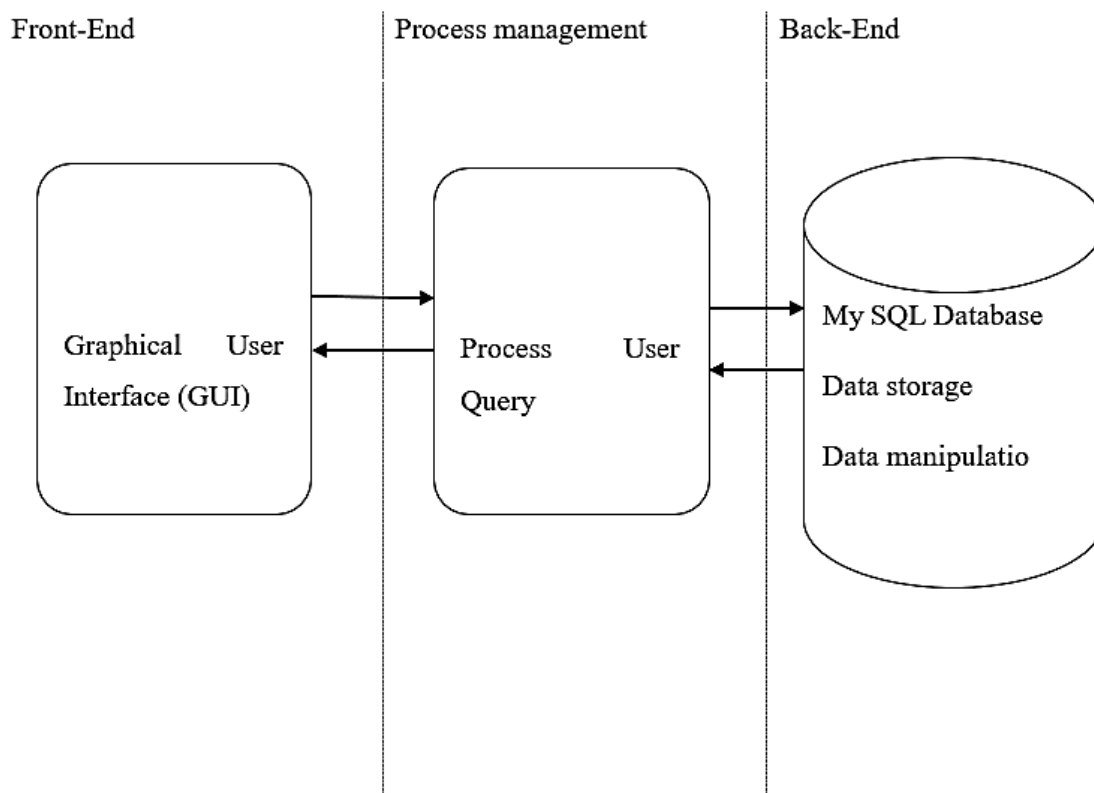 Front-End
Process management
Back-End
Graphical User
Interface (GUI)
Process User
Query
My SQL Database
Data storage
Data manipulatio